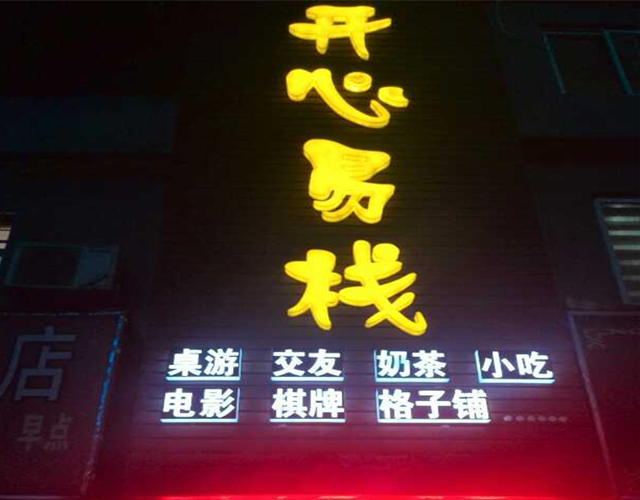 开心易栈
桌游 交友 奶茶 小吃
电影 棋牌 格子铺 ······
店
早点